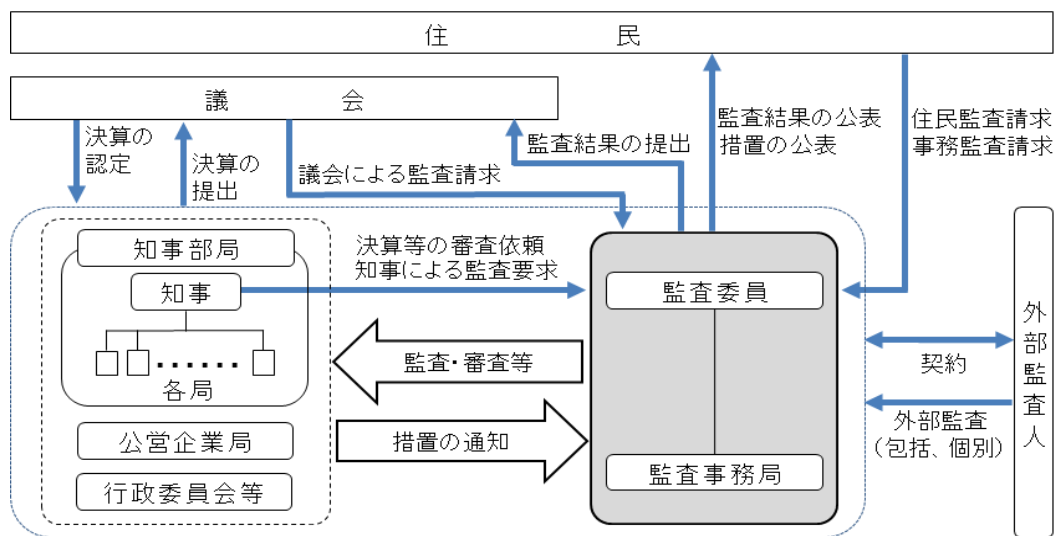 住民
議会
決算の
認定
決算の
提出
議会による監査請求
監査結果の提出
監査結果の公表
措置の公表
住民監査請求
事務監査請求
知事部局
知事
・・・・・・
各局
公営企業局
行政委員会等
決算等の審査依頼
知事による監査要求
監査・審査等
措置の通知
監査委員
監査事務局
契約
外部監査
(包括、個別)
外部監査人